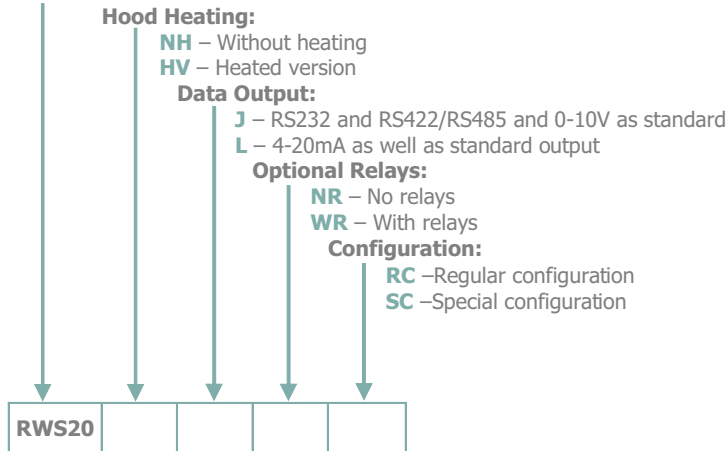 Hood Heating:
NH – Without heating
HV – Heated version
Data Output:
J – RS232 and RS422/RS485 and 0-10V as standard
L – 4-20mA as well as standard output
Optional Relays:
NR – No relays
WR – With relays
Configuration:
RC –Regular configuration
SC –Special configuration
RWS20